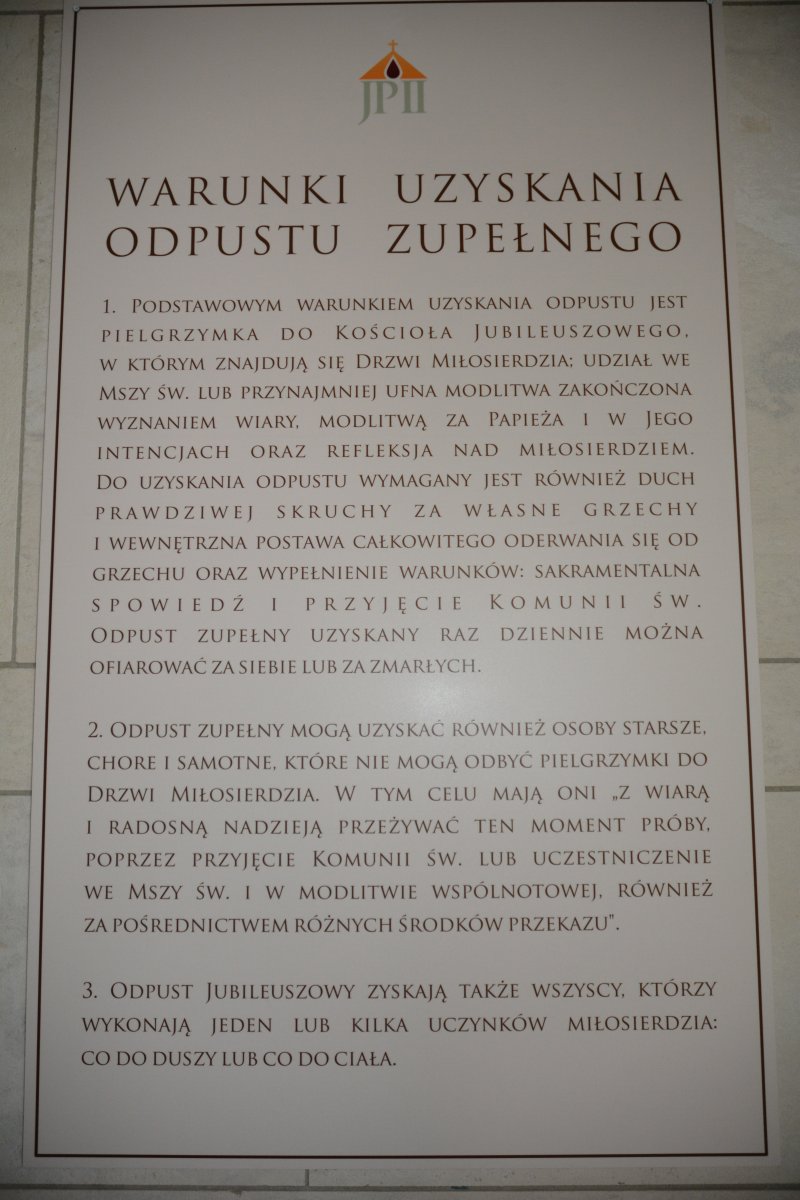 JPII
WARUNKI UZYSKANIA
ODPUSTU ZUPEŁNEGO
1. Podstawowym warunkiem uzyskania odpustu jest
pielgrzymka do Kościoła Jubileuszowego,
w którym znajdują się Drzwi Miłosierdzia; udział we
Mszy św. lub przynajmniej ufna modlitwa zakończona
wyznaniem wiary, modlitwą za Papieża i w Jego
intencjach oraz refleksja nad miłosierdziem.
Do uzyskania odpustu wymagany jest również duch
prawdziwej skruchy za własne grzechy
i wewnętrzna postawa całkowitego oderwania się od
grzechu oraz wypełnienie warunków: sakramentalna
spowiedź i przyjęcie Komunii św.
Odpust zupełny uzyskany raz dziennie można
ofiarować za siebie lub za zmarłych.
2. Odpust zupełny mogą uzyskać również osoby starsze,
chore i samotne, które nie mogą odbyć pielgrzymki do
Drzwi Miłosierdzia. W tym celu mają oni „z wiarą
i radosną nadzieją przeżywać ten moment próby,
poprzez przyjęcie Komunii św. lub uczestniczenie
we Mszy św. i w modlitwie wspólnotowej, również
za pośrednictwem różnych środków przekazu".
3. Odpust Jubileuszowy zyskają także wszyscy, którzy
wykonają jeden lub kilka uczynków miłosierdzia:
co do duszy lub co do ciała.